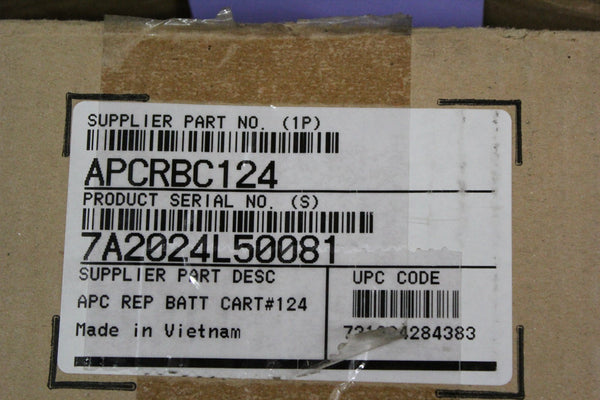 SUPPLIER PART NO. (1P)
APCRBC124
PRODUCT SERIAL NO. (S)
7A2024L50081
SUPPLIER PART DESC
UPC CODE
APC REP BATT CART#124
Made in Vietnam